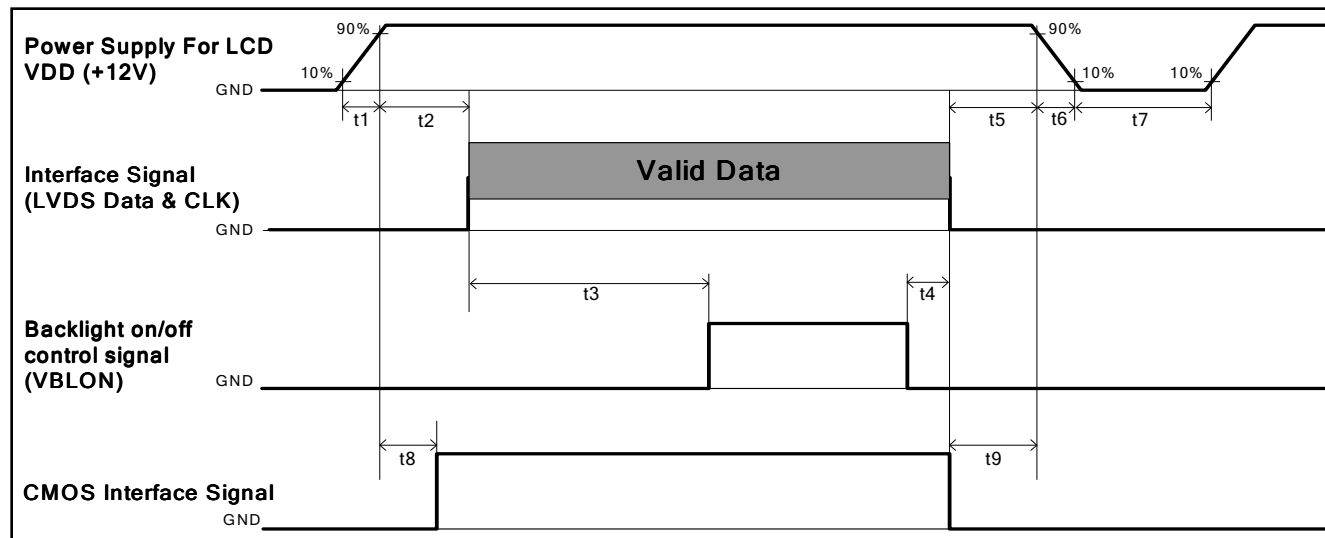 Power Supply For LCD
VDD (+12V)
90%
10%
GND
90%
10%
10%
t1
t2
t5
t6
t7
Interface Signal
(LVDS Data & CLK)
Valid Data
GND
t3
t4
Backlight on/off
control signal
(VBLON)
GND
t8
t9
CMOS Interface Signal
GND